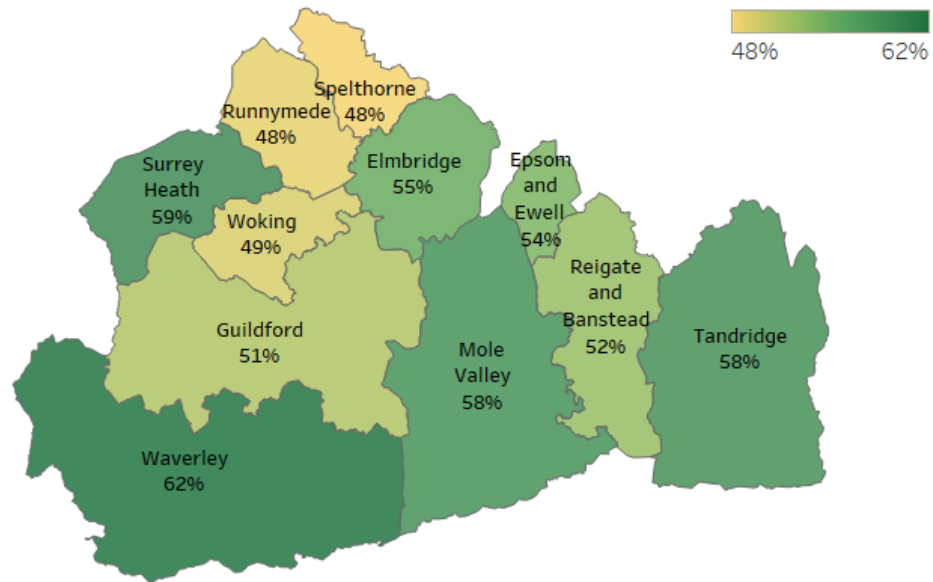 48%
62%
Spelthorne
48%
Runnymede
48%
Surrey
Heath
59%
Elmbridge
55%
Epsom
and
Ewell
54%
Woking
49%
Reigate
and
Banstead
52%
Guildford
51%
Mole
Valley
58%
Tandridge
58%
Waverley
62%